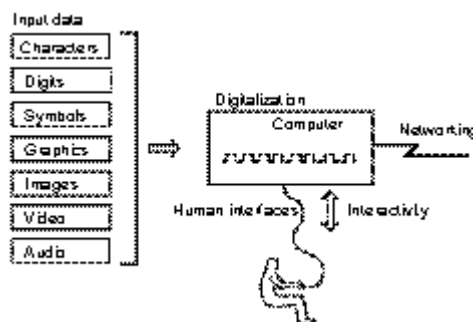 Input data
Characters
Digits
Symbols
Graphics
Images
Video
Audio
Digitalization
Computer
Networking
Human interfaces
Interactivity